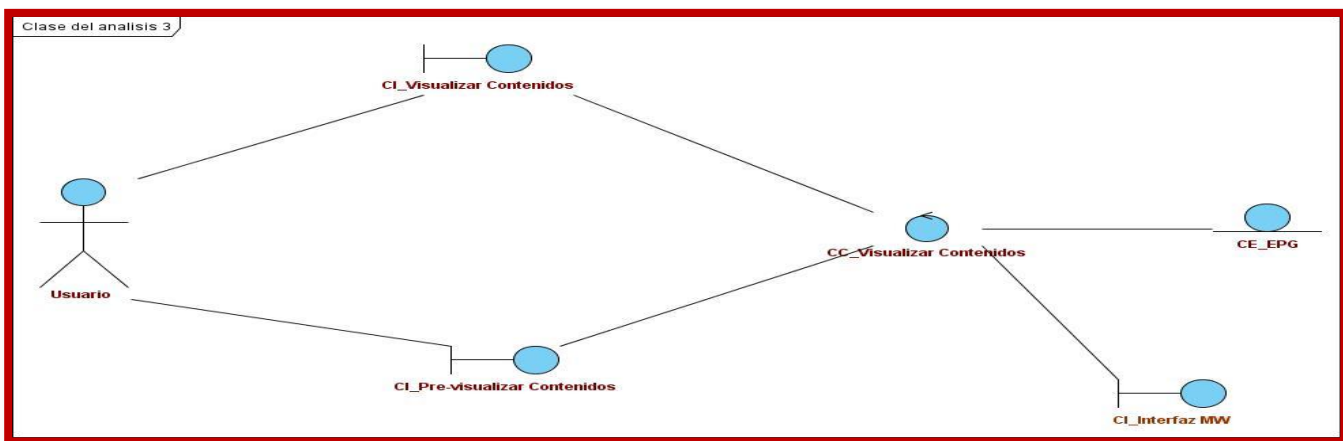 Clase del analisis 3
CI_Visualizar Contenidos
Usuario
CC_Visualizar Contenidos
CE_EPG
CI_Pre-visualizar Contenidos
CI_Interfaz MW